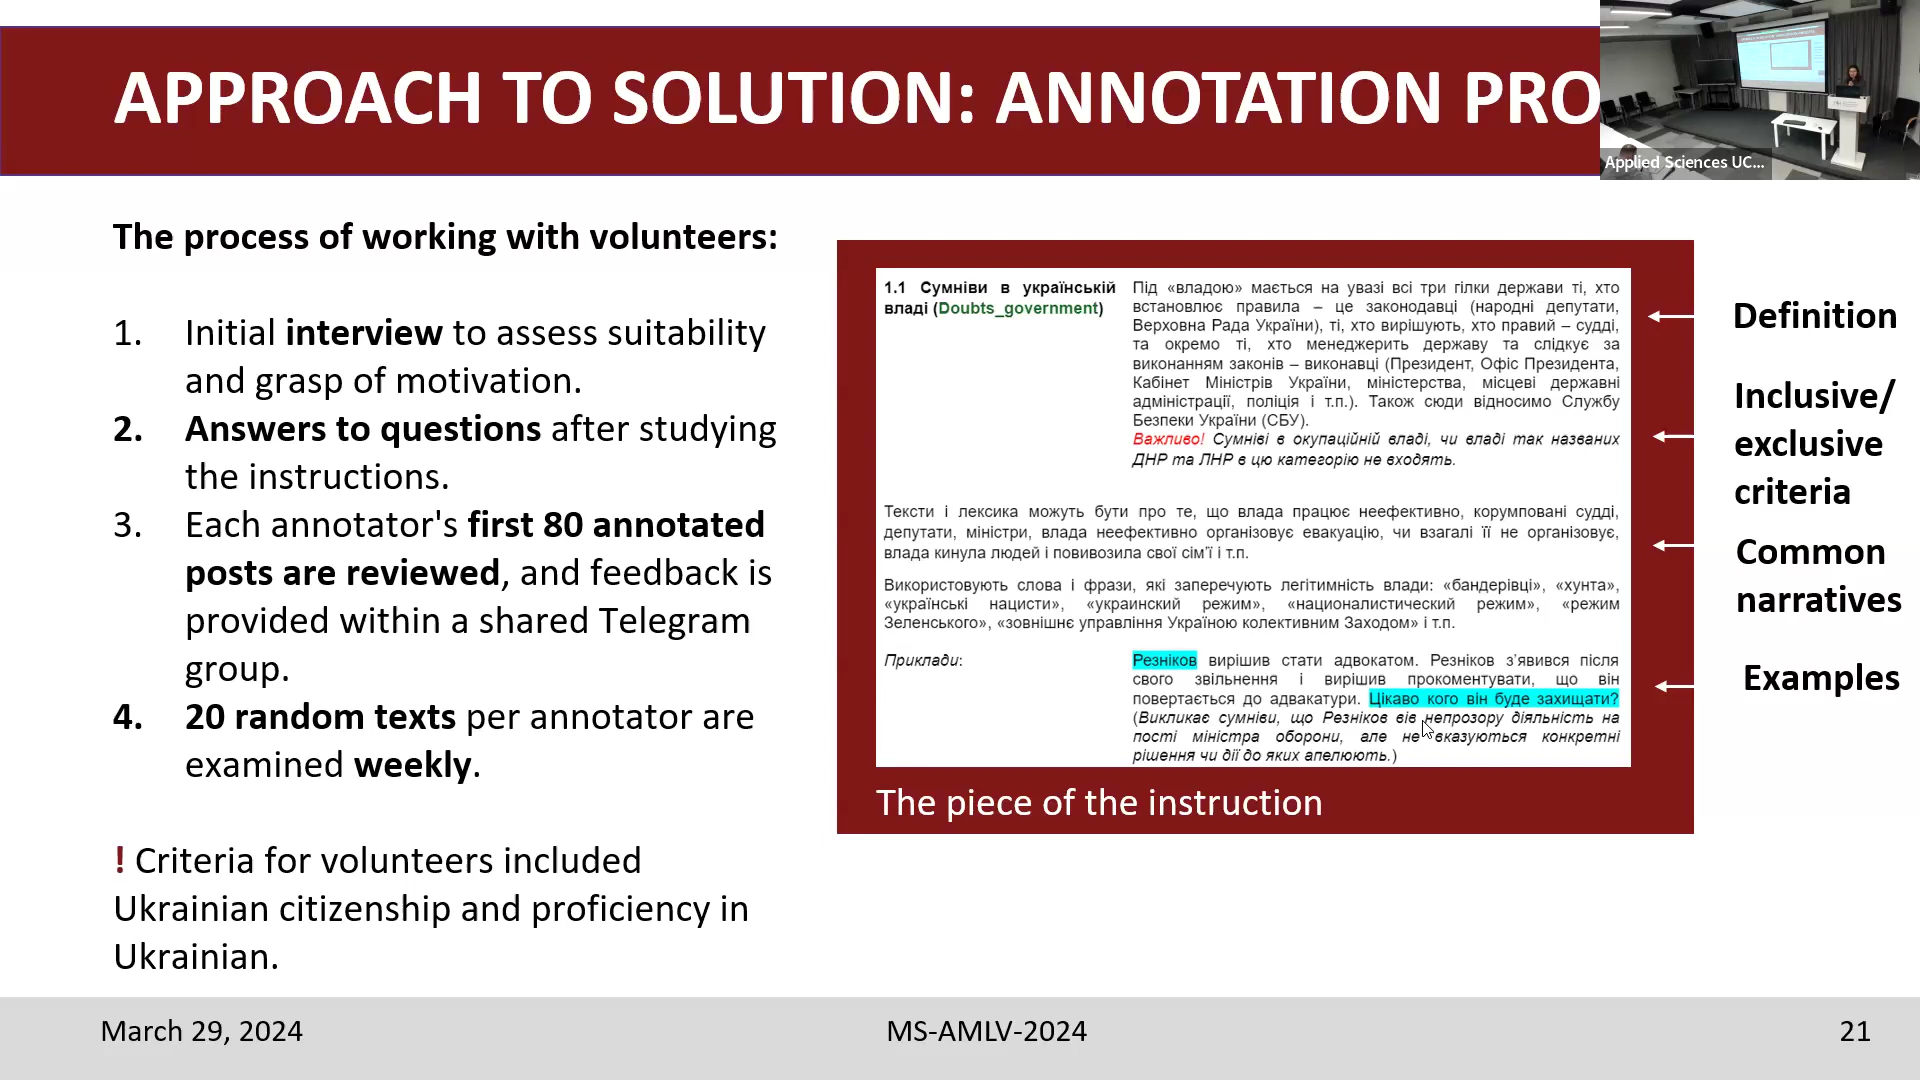 APPROACH TO SOLUTION: ANNOTATION PRO
Applied Sciences UC...
The process of working with volunteers:
1. Initial interview to assess suitability
and grasp of motivation.
2. Answers to questions after studying
the instructions.
3. Each annotator's first 80 annotated
posts are reviewed, and feedback is
provided within a shared Telegram
group.
4. 20 random texts per annotator are
examined weekly.
! Criteria for volunteers included
Ukrainian citizenship and proficiency in
Ukrainian.
1.1 Сумніви в українській
владі (Doubts_government)
Під «владою» мається на увазі всі три гілки держави ті, хто
встановлює правила – це законодавці (народні депутати,
Верховна Рада України), ті, хто вирішують, хто правий – судді,
та окремо ті, хто менеджерить державу та слідкує за
виконанням законів – виконавці (Президент, Офіс Президента,
Кабінет Міністрів України, міністерства, місцеві державні
адміністрації, поліція і т.п.). Також сюди відносимо Службу
Безпеки України (СБУ).
Важливо! Сумніви в окупаційній владі, чи владі так названих
ДНР та ЛНР в цю категорію не входять.
Тексти і лексика можуть бути про те, що влада працює неефективно, корумповані судді,
депутати, міністри, влада неефективно організовує евакуацію, чи взагалі її не організовує,
влада кинула людей і повивозила свої сім'ї і т.п.
Використовують слова і фрази, які заперечують легітимність влади: «бандерівці», «хунта»,
«українські нацисти», «украинский режим», «националистический режим», «режим
Зеленського», «зовнішнє управління Україною колективним Заходом» і т.п.
Приклади:
Резніков вирішив стати адвокатом. Резніков з’явився після
свого звільнення і вирішив прокоментувати, що він
повертається до адвакатури. Цікаво кого він буде захищати?
(Викликає сумніви, що Резніков вів непрозору діяльність на
пості міністра оборони, але не вказуються конкретні
рішення чи дії до яких апелюють.)
The piece of the instruction
Definition
Inclusive/
exclusive
criteria
Common
narratives
Examples
March 29, 2024
MS-AMLV-2024
21